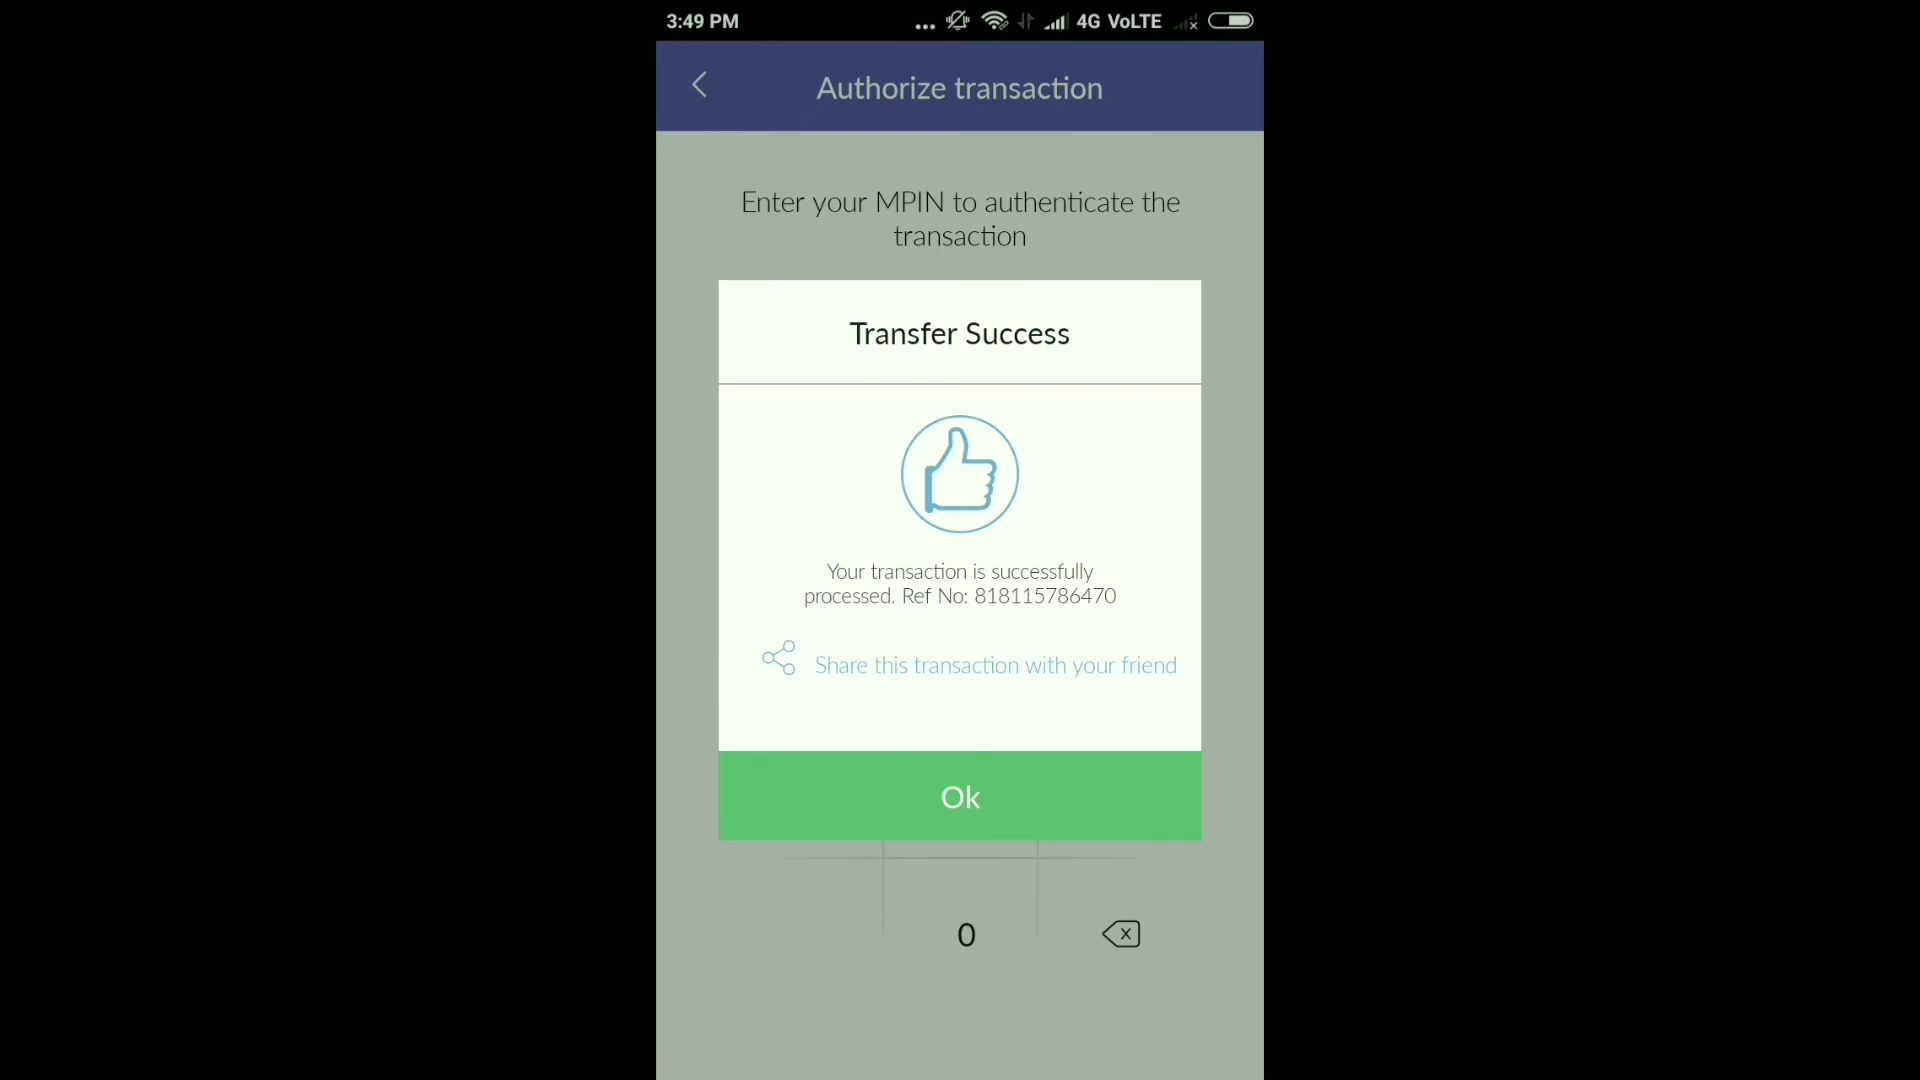 3:49 PM
... 4G VoLTE
Authorize transaction
Enter your MPIN to authenticate the
transaction
Transfer Success
Your transaction is successfully
processed. Ref No: 818115786470
Share this transaction with your friend
Ok
0